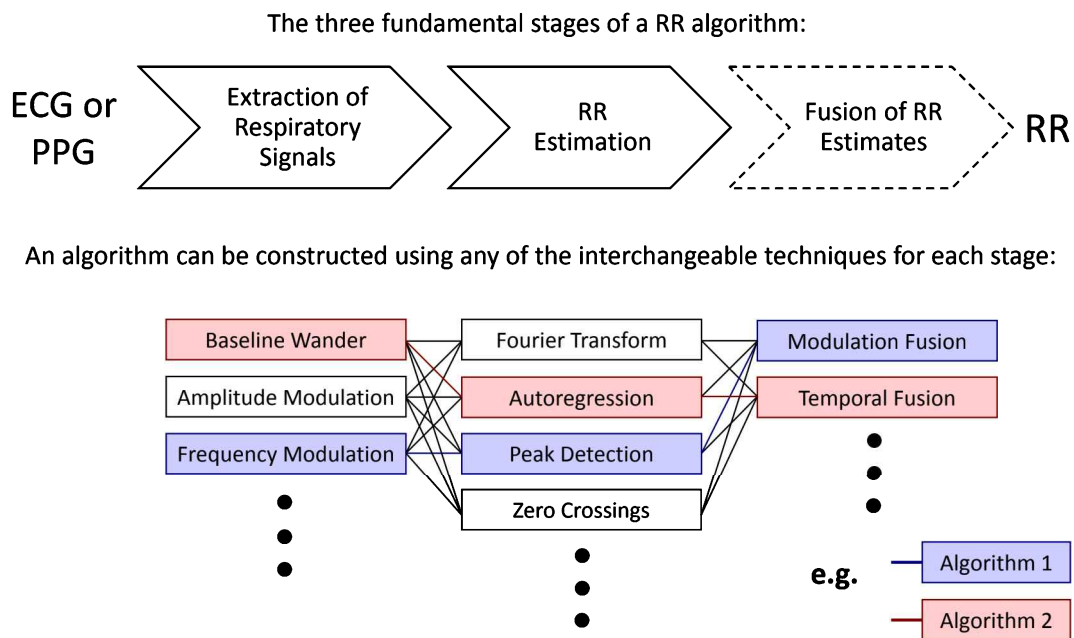 The three fundamental stages of a RR algorithm:
ECG or
PPG
Extraction of
Respiratory
Signals
RR
Estimation
Fusion of RR
Estimates
RR
An algorithm can be constructed using any of the interchangeable techniques for each stage:
Baseline Wander
Fourier Transform
Modulation Fusion
Amplitude Modulation
Autoregression
Temporal Fusion
Frequency Modulation
Peak Detection
Zero Crossings
e.g.
Algorithm 1
Algorithm 2